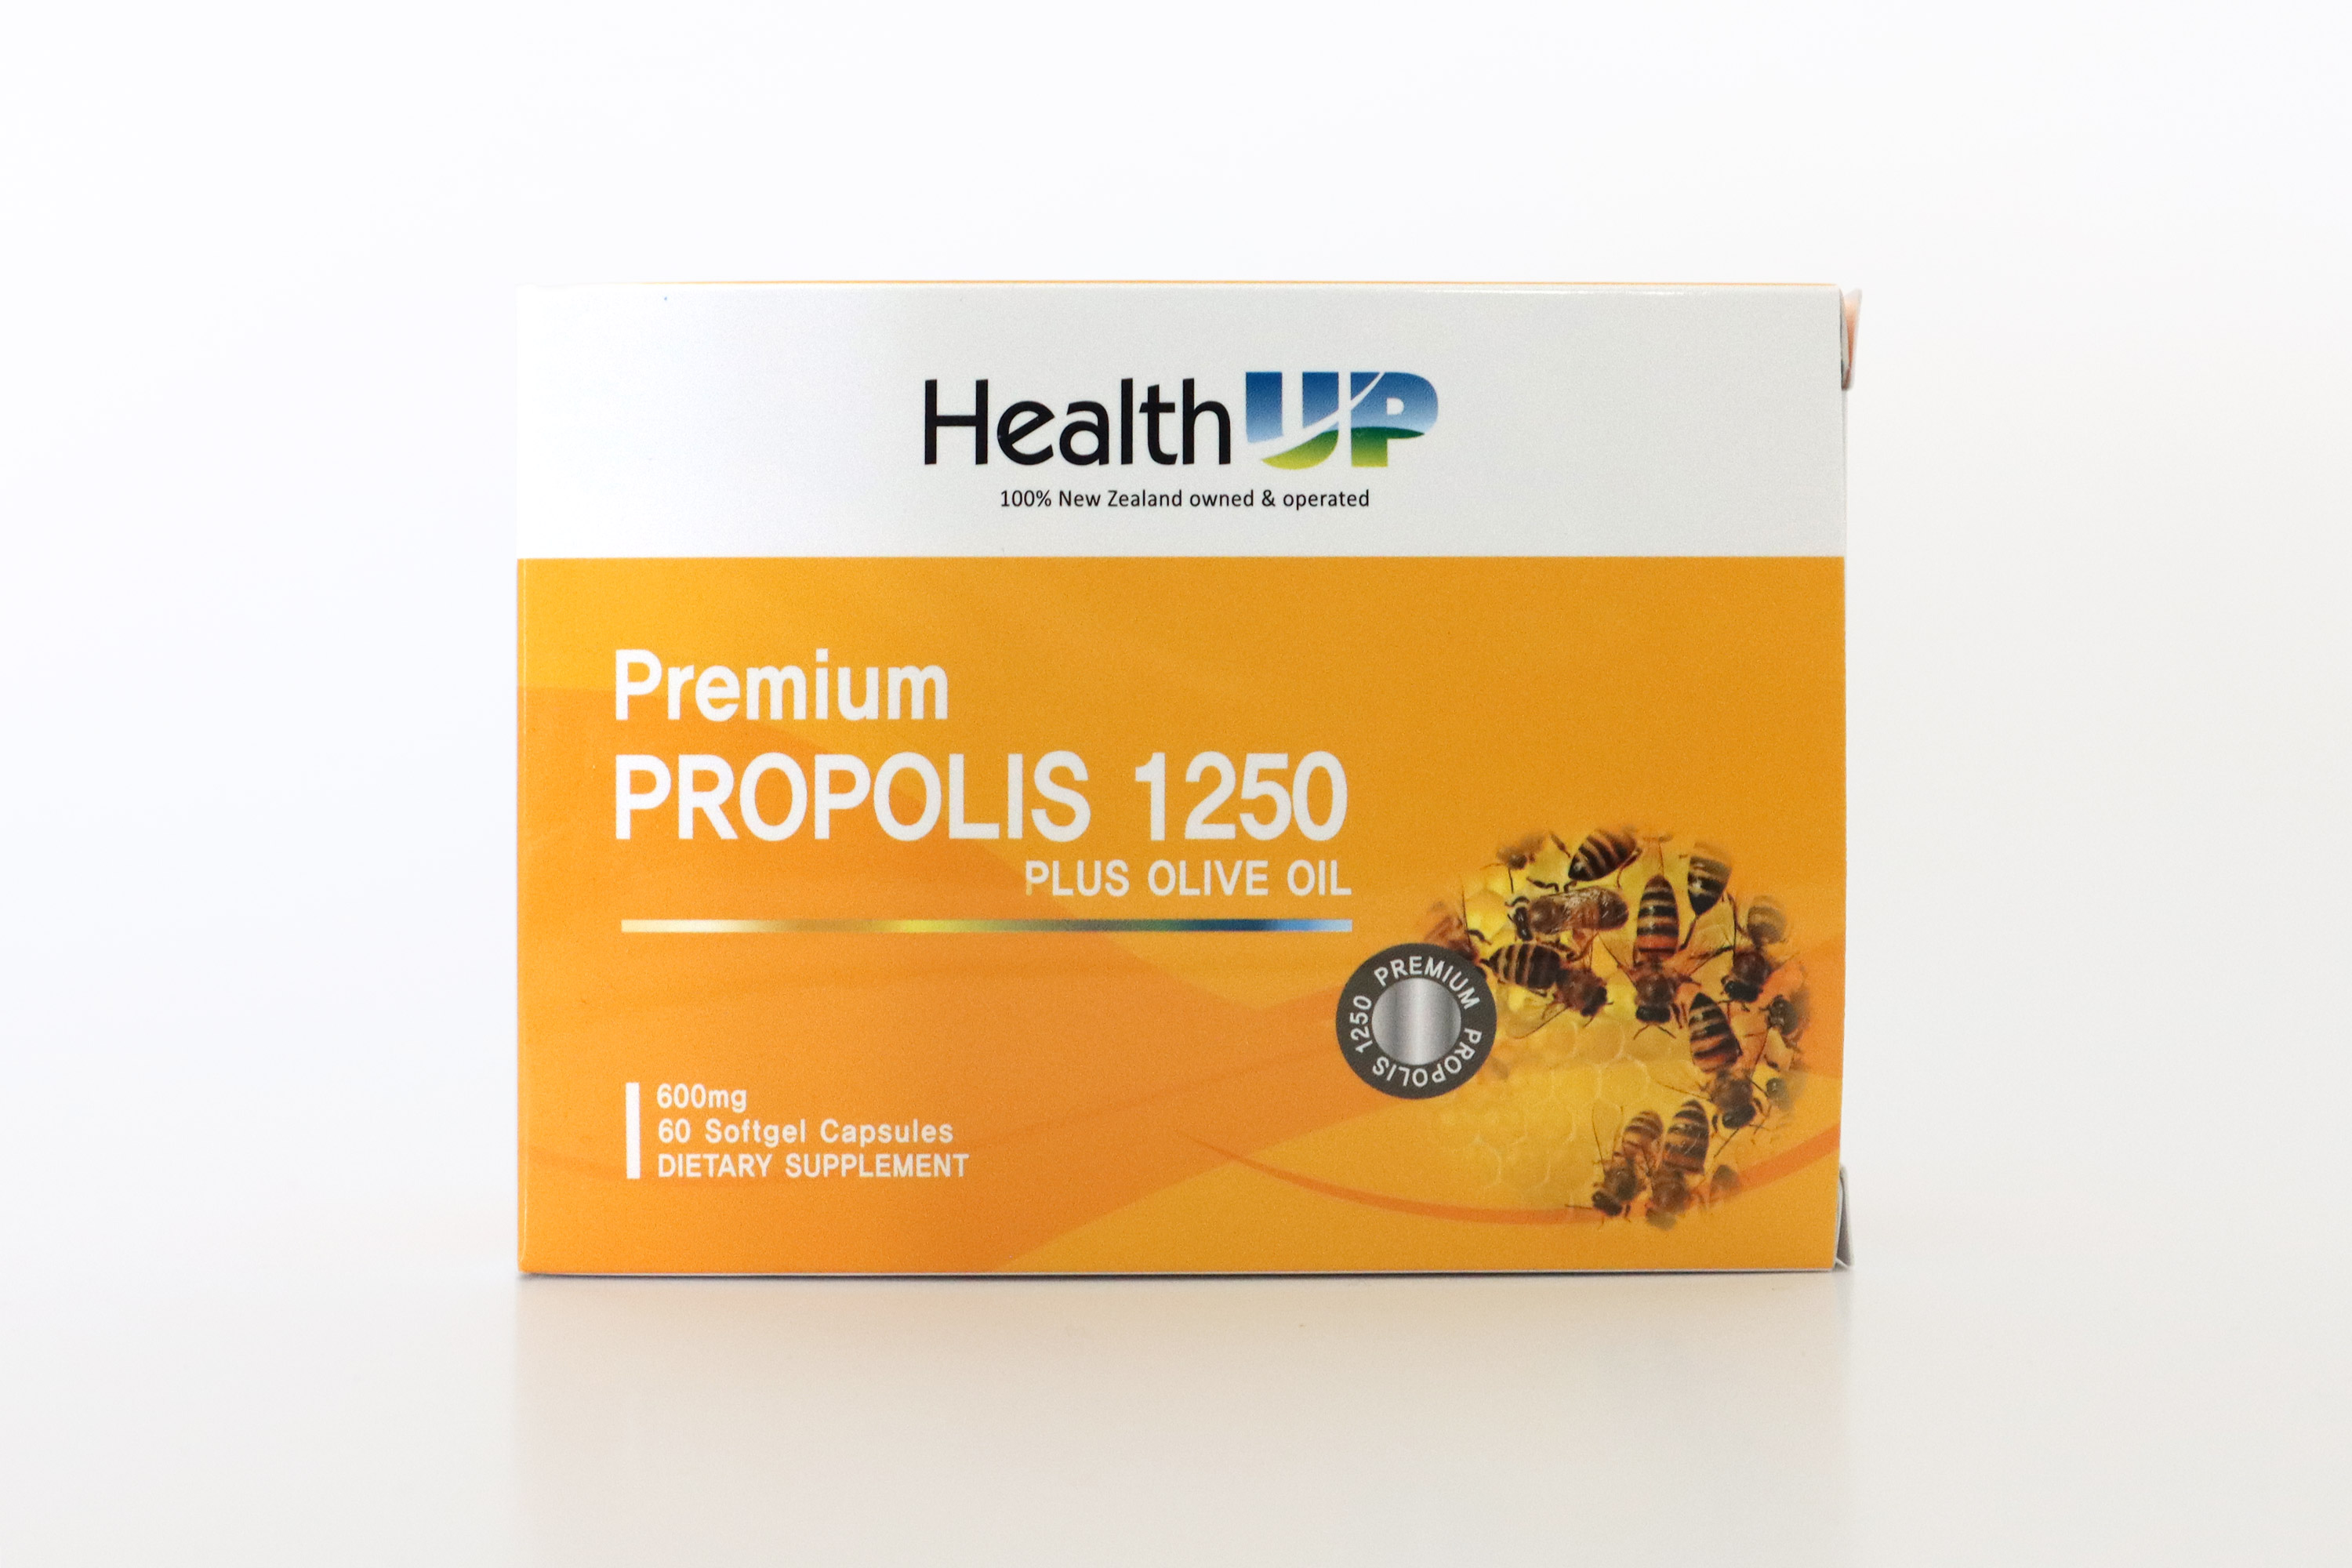 HealthUP
100% New Zealand owned & operated
Premium
PROPOLIS 1250
PLUS OLIVE OIL
PREMIUM PROPOLIS 1250
600mg
60 Softgel Capsules
DIETARY SUPPLEMENT